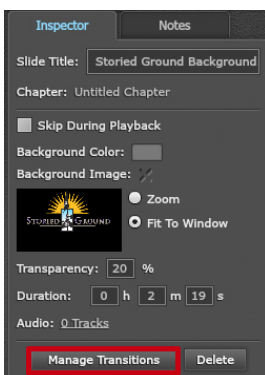 Inspector Notes
Slide Title: Storied Ground Background
Chapter: Untitled Chapter
Skip During Playback
Background Color:
Background Image:
Zoom
STORIED GROUND
Fit To Window
Transparency: 20 %
Duration: 0 h 2 m 19 s
Audio: 0 Tracks
Manage Transitions Delete